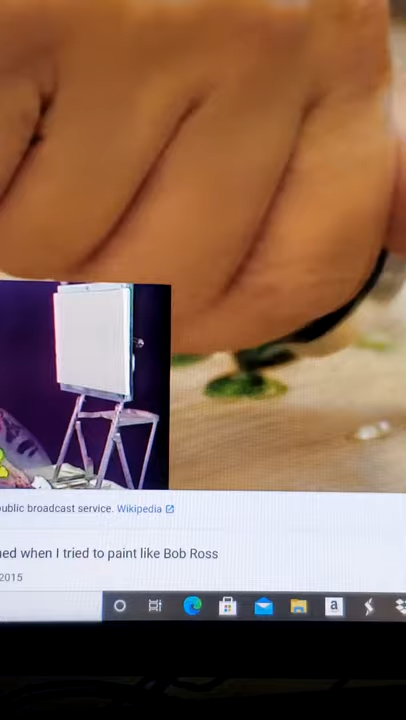 public broadcast service. Wikipedia
ned when I tried to paint like Bob Ross
2015
a